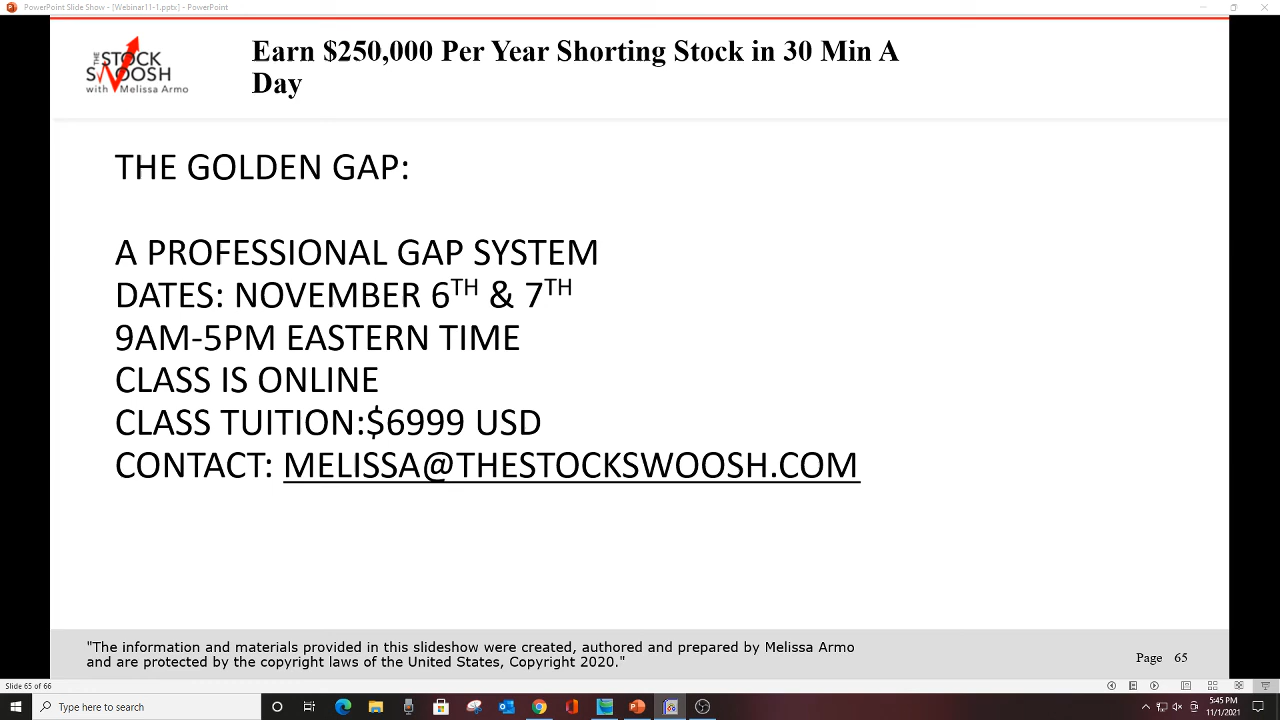 PowerPoint Slide Show - [Webinar11-1.pptx] - PowerPoint
THE
STOCK
SWOOSH
with Melissa Armo
Earn $250,000 Per Year Shorting Stock in 30 Min A
Day
THE GOLDEN GAP:
A PROFESSIONAL GAP SYSTEM
DATES: NOVEMBER 6TH & 7TH
9AM-5PM EASTERN TIME
CLASS IS ONLINE
CLASS TUITION:$6999 USD
CONTACT: MELISSA@THESTOCKSWOOSH.COM
"The information and materials provided in this slideshow were created, authored and prepared by Melissa Armo
and are protected by the copyright laws of the United States, Copyright 2020."
Page 65
Slide 65 of 66
Type here to search
5:45 PM
11/1/2021